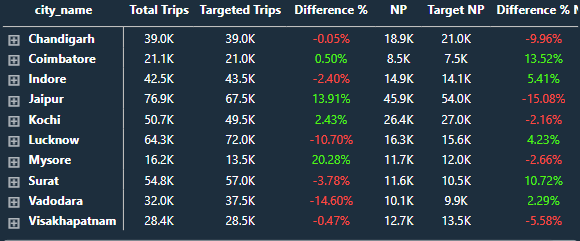 city_name Total Trips Targeted Trips Difference % NP Target NP Difference % N
Chandigarh 39.0K 39.0K -0.05% 18.9K 21.0K -9.96%
Coimbatore 21.1K 21.0K 0.50% 8.5K 7.5K 13.52%
Indore 42.5K 43.5K -2.40% 14.9K 14.1K 5.41%
Jaipur 76.9K 67.5K 13.91% 45.9K 54.0K -15.08%
Kochi 50.7K 49.5K 2.43% 26.4K 27.0K -2.16%
Lucknow 64.3K 72.0K -10.70% 16.3K 15.6K 4.23%
Mysore 16.2K 13.5K 20.28% 11.7K 12.0K -2.66%
Surat 54.8K 57.0K -3.78% 11.6K 10.5K 10.72%
Vadodara 32.0K 37.5K -14.60% 10.1K 9.9K 2.29%
Visakhapatnam 28.4K 28.5K -0.47% 12.7K 13.5K -5.58%